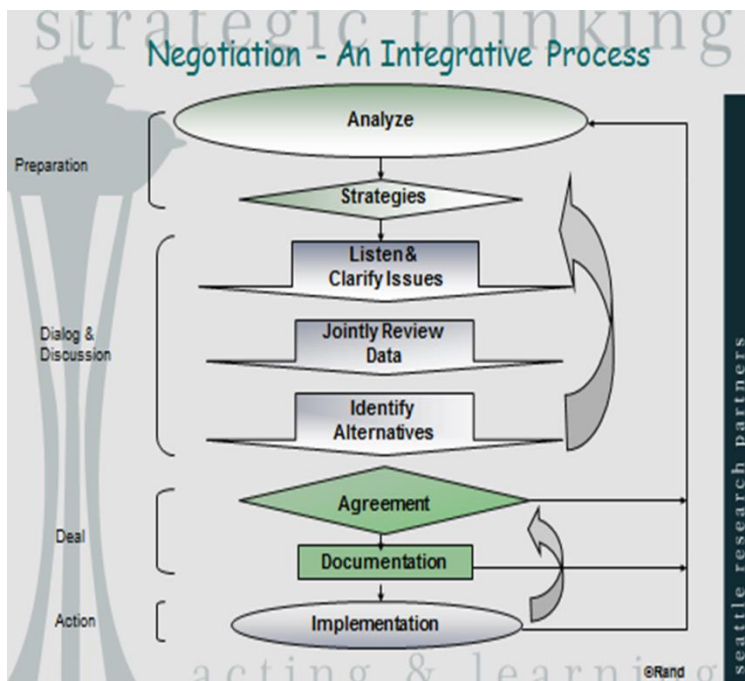 strategic thinking
Negotiation - An Integrative Process
Analyze
Preparation
Strategies
Listen &
Clarify Issues
Dialog &
Discussion
Jointly Review
Data
Identify
Alternatives
Agreement
Deal
Documentation
Action
Implementation
acting & learning
©Rand
seattle research partners